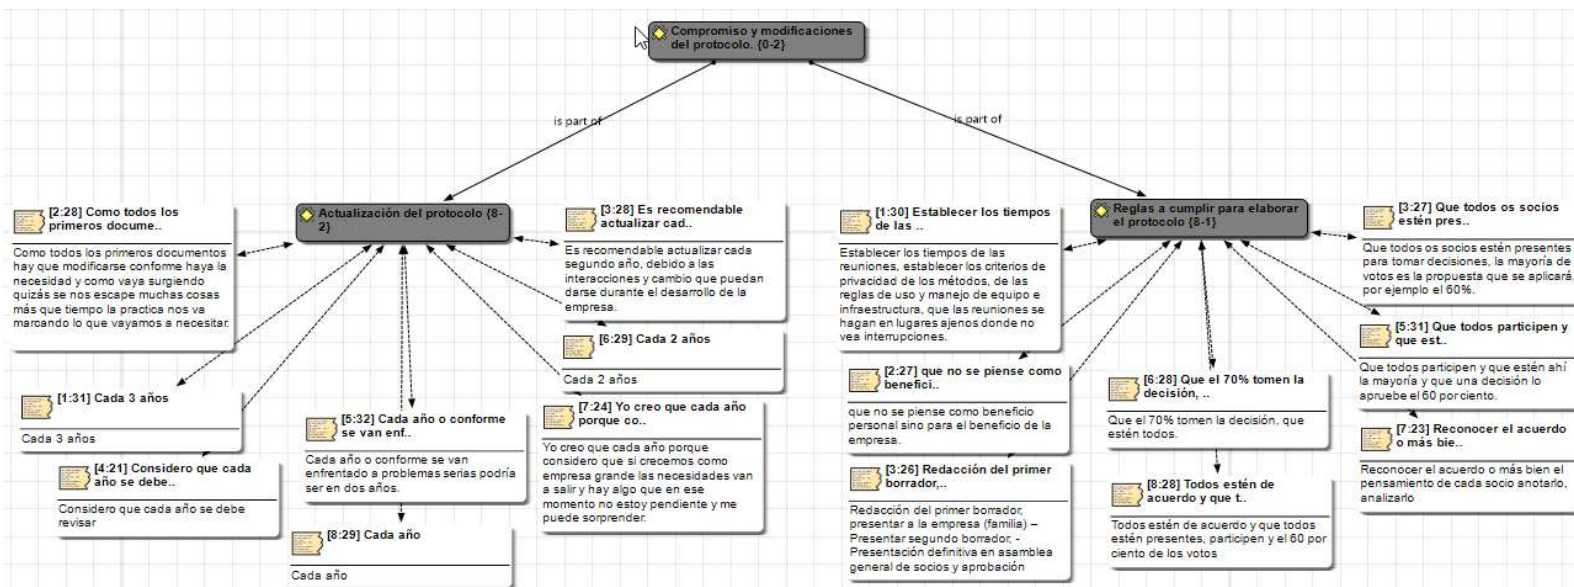 Compromiso y modificaciones
del protocolo. {0-2}
is part of
is part of
[2:28] Como todos los
primeros docume..
Como todos los primeros documentos
hay que modificarse conforme haya la
necesidad y como vaya surgiendo
quizás se nos escape muchas cosas
más que tiempo la practica nos va
marcando lo que vayamos a necesitar.
Actualización del protocolo {8-
2}
[3:28] Es recomendable
actualizar cad..
Es recomendable actualizar cada
segundo año, debido a las
interacciones y cambio que puedan
darse durante el desarrollo de la
empresa.
[6:29] Cada 2 años
Cada 2 años
[1:31] Cada 3 años
Cada 3 años
[4:21] Considero que cada
año se debe..
Considero que cada año se debe
revisar
[5:32] Cada año o conforme
se van enf..
Cada año o conforme se van
enfrentado a problemas serias podría
ser en dos años.
[8:29] Cada año
Cada año
[7:24] Yo creo que cada año
porque co..
Yo creo que cada año porque
considero que si crecemos como
empresa grande las necesidades van
a salir y hay algo que en ese
momento no estoy pendiente y me
puede sorprender.
[1:30] Establecer los tiempos
de las ..
Establecer los tiempos de las
reuniones, establecer los criterios de
privacidad de los métodos, de las
reglas de uso y manejo de equipo e
infraestructura, que las reuniones se
hagan en lugares ajenos donde no
vea interrupciones.
Reglas a cumplir para elaborar
el protocolo {8-1}
[3:27] Que todos os socios
estén pres..
Que todos os socios estén presentes
para tomar decisiones, la mayoría de
votos es la propuesta que se aplicará,
por ejemplo el 60%.
[5:31] Que todos participen y
que est..
Que todos participen y que estén ahí
la mayoría y que una decisión lo
apruebe el 60 por ciento.
[2:27] que no se piense como
benefici..
que no se piense como beneficio
personal sino para el beneficio de la
empresa.
[6:28] Que el 70% tomen la
decisión, ..
Que el 70% tomen la decisión, que
estén todos.
[7:23] Reconocer el acuerdo
o más bie..
Reconocer el acuerdo o más bien el
pensamiento de cada socio anotarlo,
analizarlo
[3:26] Redacción del primer
borrador,..
Redacción del primer borrador,
presentar a la empresa (familia) –
Presentar segundo borrador, -
Presentación definitiva en asamblea
general de socios y aprobación
[8:28] Todos estén de
acuerdo y que t..
Todos estén de acuerdo y que todos
estén presentes, participen y el 60 por
ciento de los votos